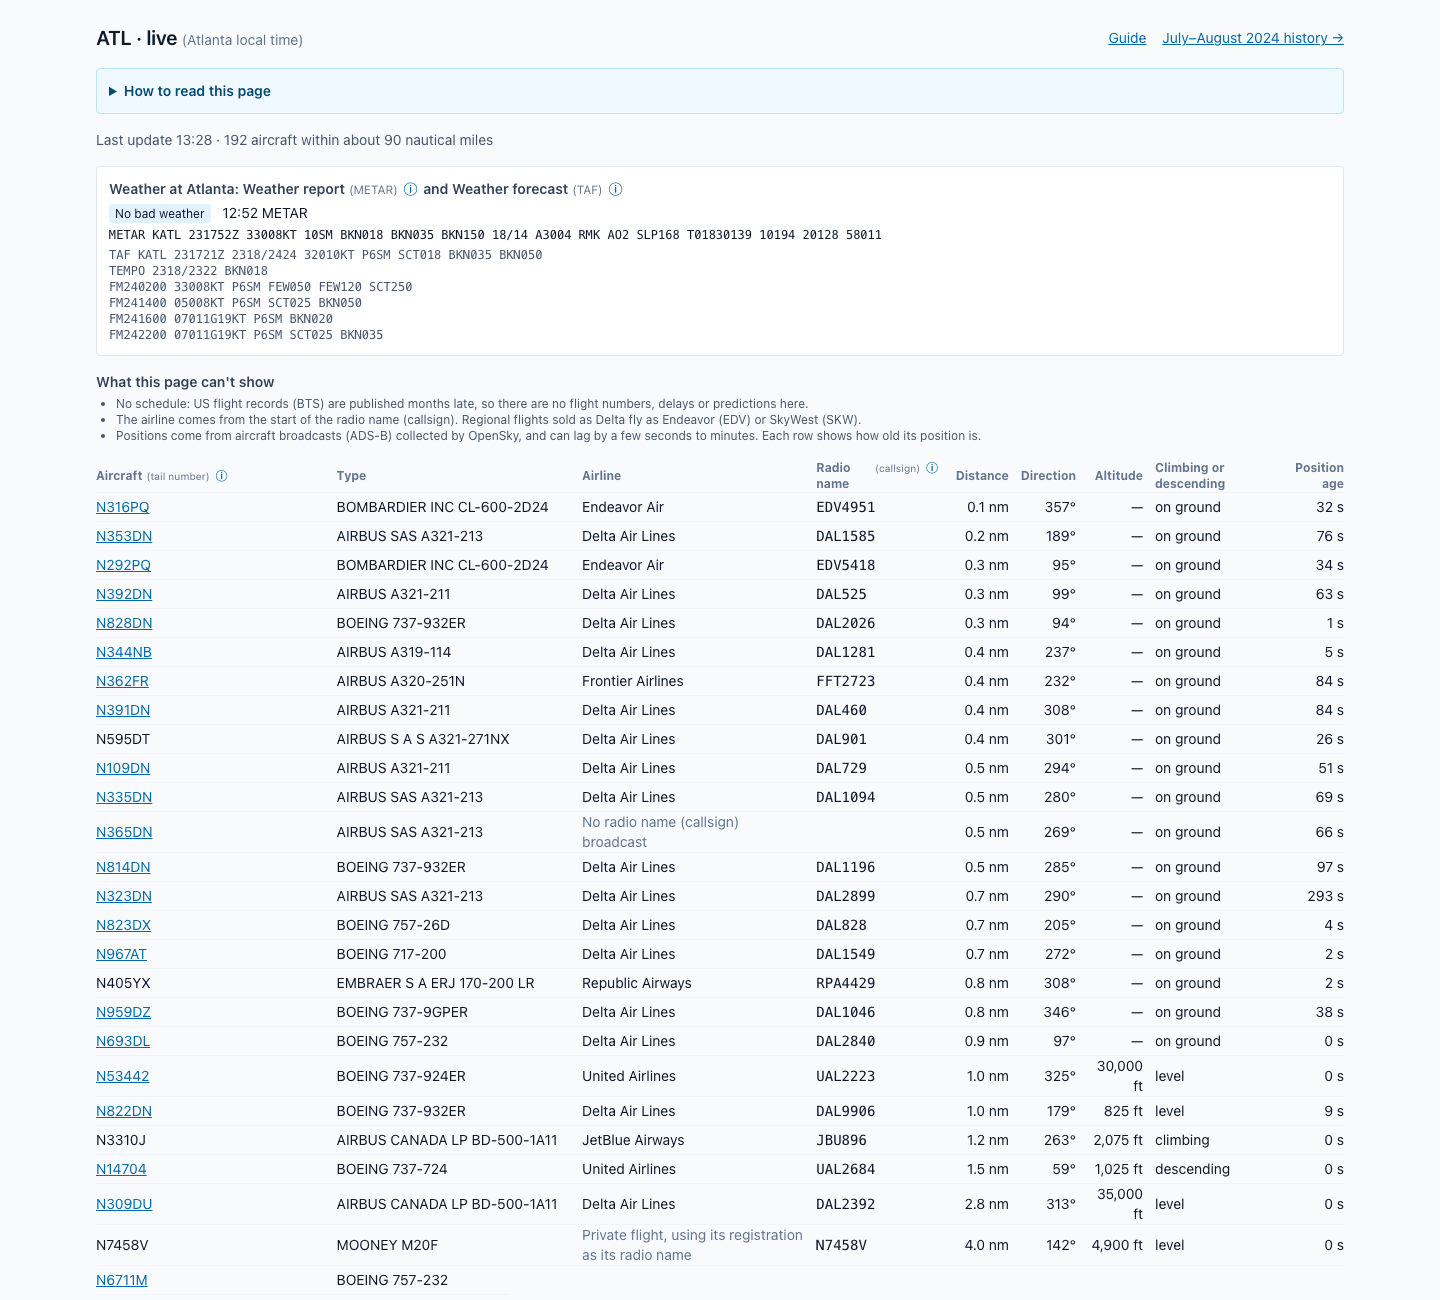 ATL · live (Atlanta local time)
Guide July–August 2024 history →
▶ How to read this page
Last update 13:28 · 192 aircraft within about 90 nautical miles
Weather at Atlanta: Weather report (METAR) ⓘ and Weather forecast (TAF) ⓘ
No bad weather 12:52 METAR
METAR KATL 231752Z 33008KT 10SM BKN018 BKN035 BKN150 18/14 A3004 RMK AO2 SLP168 T01830139 10194 20128 58011
TAF KATL 231721Z 2318/2424 32010KT P6SM SCT018 BKN035 BKN050
TEMPO 2318/2322 BKN018
FM240200 33008KT P6SM FEW050 FEW120 SCT250
FM241400 05008KT P6SM SCT025 BKN050
FM241600 07011G19KT P6SM BKN020
FM242200 07011G19KT P6SM SCT025 BKN035
What this page can't show
• No schedule: US flight records (BTS) are published months late, so there are no flight numbers, delays or predictions here.
• The airline comes from the start of the radio name (callsign). Regional flights sold as Delta fly as Endeavor (EDV) or SkyWest (SKW).
• Positions come from aircraft broadcasts (ADS-B) collected by OpenSky, and can lag by a few seconds to minutes. Each row shows how old its position is.
Aircraft (tail number) ⓘ Type Airline Radio name (callsign) ⓘ Distance Direction Altitude Climbing or descending Position age
N316PQ BOMBARDIER INC CL-600-2D24 Endeavor Air EDV4951 0.1 nm 357° — on ground 32 s
N353DN AIRBUS SAS A321-213 Delta Air Lines DAL1585 0.2 nm 189° — on ground 76 s
N292PQ BOMBARDIER INC CL-600-2D24 Endeavor Air EDV5418 0.3 nm 95° — on ground 34 s
N392DN AIRBUS A321-211 Delta Air Lines DAL525 0.3 nm 99° — on ground 63 s
N828DN BOEING 737-932ER Delta Air Lines DAL2026 0.3 nm 94° — on ground 1 s
N344NB AIRBUS A319-114 Delta Air Lines DAL1281 0.4 nm 237° — on ground 5 s
N362FR AIRBUS A320-251N Frontier Airlines FFT2723 0.4 nm 232° — on ground 84 s
N391DN AIRBUS A321-211 Delta Air Lines DAL460 0.4 nm 308° — on ground 84 s
N595DT AIRBUS S A S A321-271NX Delta Air Lines DAL901 0.4 nm 301° — on ground 26 s
N109DN AIRBUS A321-211 Delta Air Lines DAL729 0.5 nm 294° — on ground 51 s
N335DN AIRBUS SAS A321-213 Delta Air Lines DAL1094 0.5 nm 280° — on ground 69 s
N365DN AIRBUS SAS A321-213 No radio name (callsign) broadcast 0.5 nm 269° — on ground 66 s
N814DN BOEING 737-932ER Delta Air Lines DAL1196 0.5 nm 285° — on ground 97 s
N323DN AIRBUS SAS A321-213 Delta Air Lines DAL2899 0.7 nm 290° — on ground 293 s
N823DX BOEING 757-26D Delta Air Lines DAL828 0.7 nm 205° — on ground 4 s
N967AT BOEING 717-200 Delta Air Lines DAL1549 0.7 nm 272° — on ground 2 s
N405YX EMBRAER S A ERJ 170-200 LR Republic Airways RPA4429 0.8 nm 308° — on ground 2 s
N959DZ BOEING 737-9GPER Delta Air Lines DAL1046 0.8 nm 346° — on ground 38 s
N693DL BOEING 757-232 Delta Air Lines DAL2840 0.9 nm 97° — on ground 0 s
N53442 BOEING 737-924ER United Airlines UAL2223 1.0 nm 325° 30,000 ft level 0 s
N822DN BOEING 737-932ER Delta Air Lines DAL9906 1.0 nm 179° 825 ft level 9 s
N3310J AIRBUS CANADA LP BD-500-1A11 JetBlue Airways JBU896 1.2 nm 263° 2,075 ft climbing 0 s
N14704 BOEING 737-724 United Airlines UAL2684 1.5 nm 59° 1,025 ft descending 0 s
N309DU AIRBUS CANADA LP BD-500-1A11 Delta Air Lines DAL2392 2.8 nm 313° 35,000 ft level 0 s
N7458V MOONEY M20F Private flight, using its registration as its radio name N7458V 4.0 nm 142° 4,900 ft level 0 s
N6711M BOEING 757-232